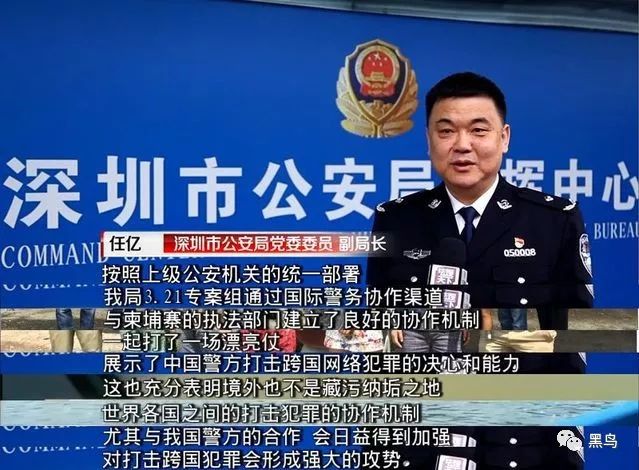 深圳市公安局指挥中心
COMMAND CENTER
BUREAU
050008
任亿 深圳市公安局党委委员 副局长
按照上级公安机关的统一部署
我局3.21专案组通过国际警务协作渠道
与柬埔寨的执法部门建立了良好的协作机制
一起打了一场漂亮仗
展示了中国警方打击跨国网络犯罪的决心和能力
这也充分表明境外也不是藏污纳垢之地
世界各国之间的打击犯罪的协作机制
尤其与我国警方的合作 会日益得到加强
对打击跨国犯罪会形成强大的攻势
黑鸟